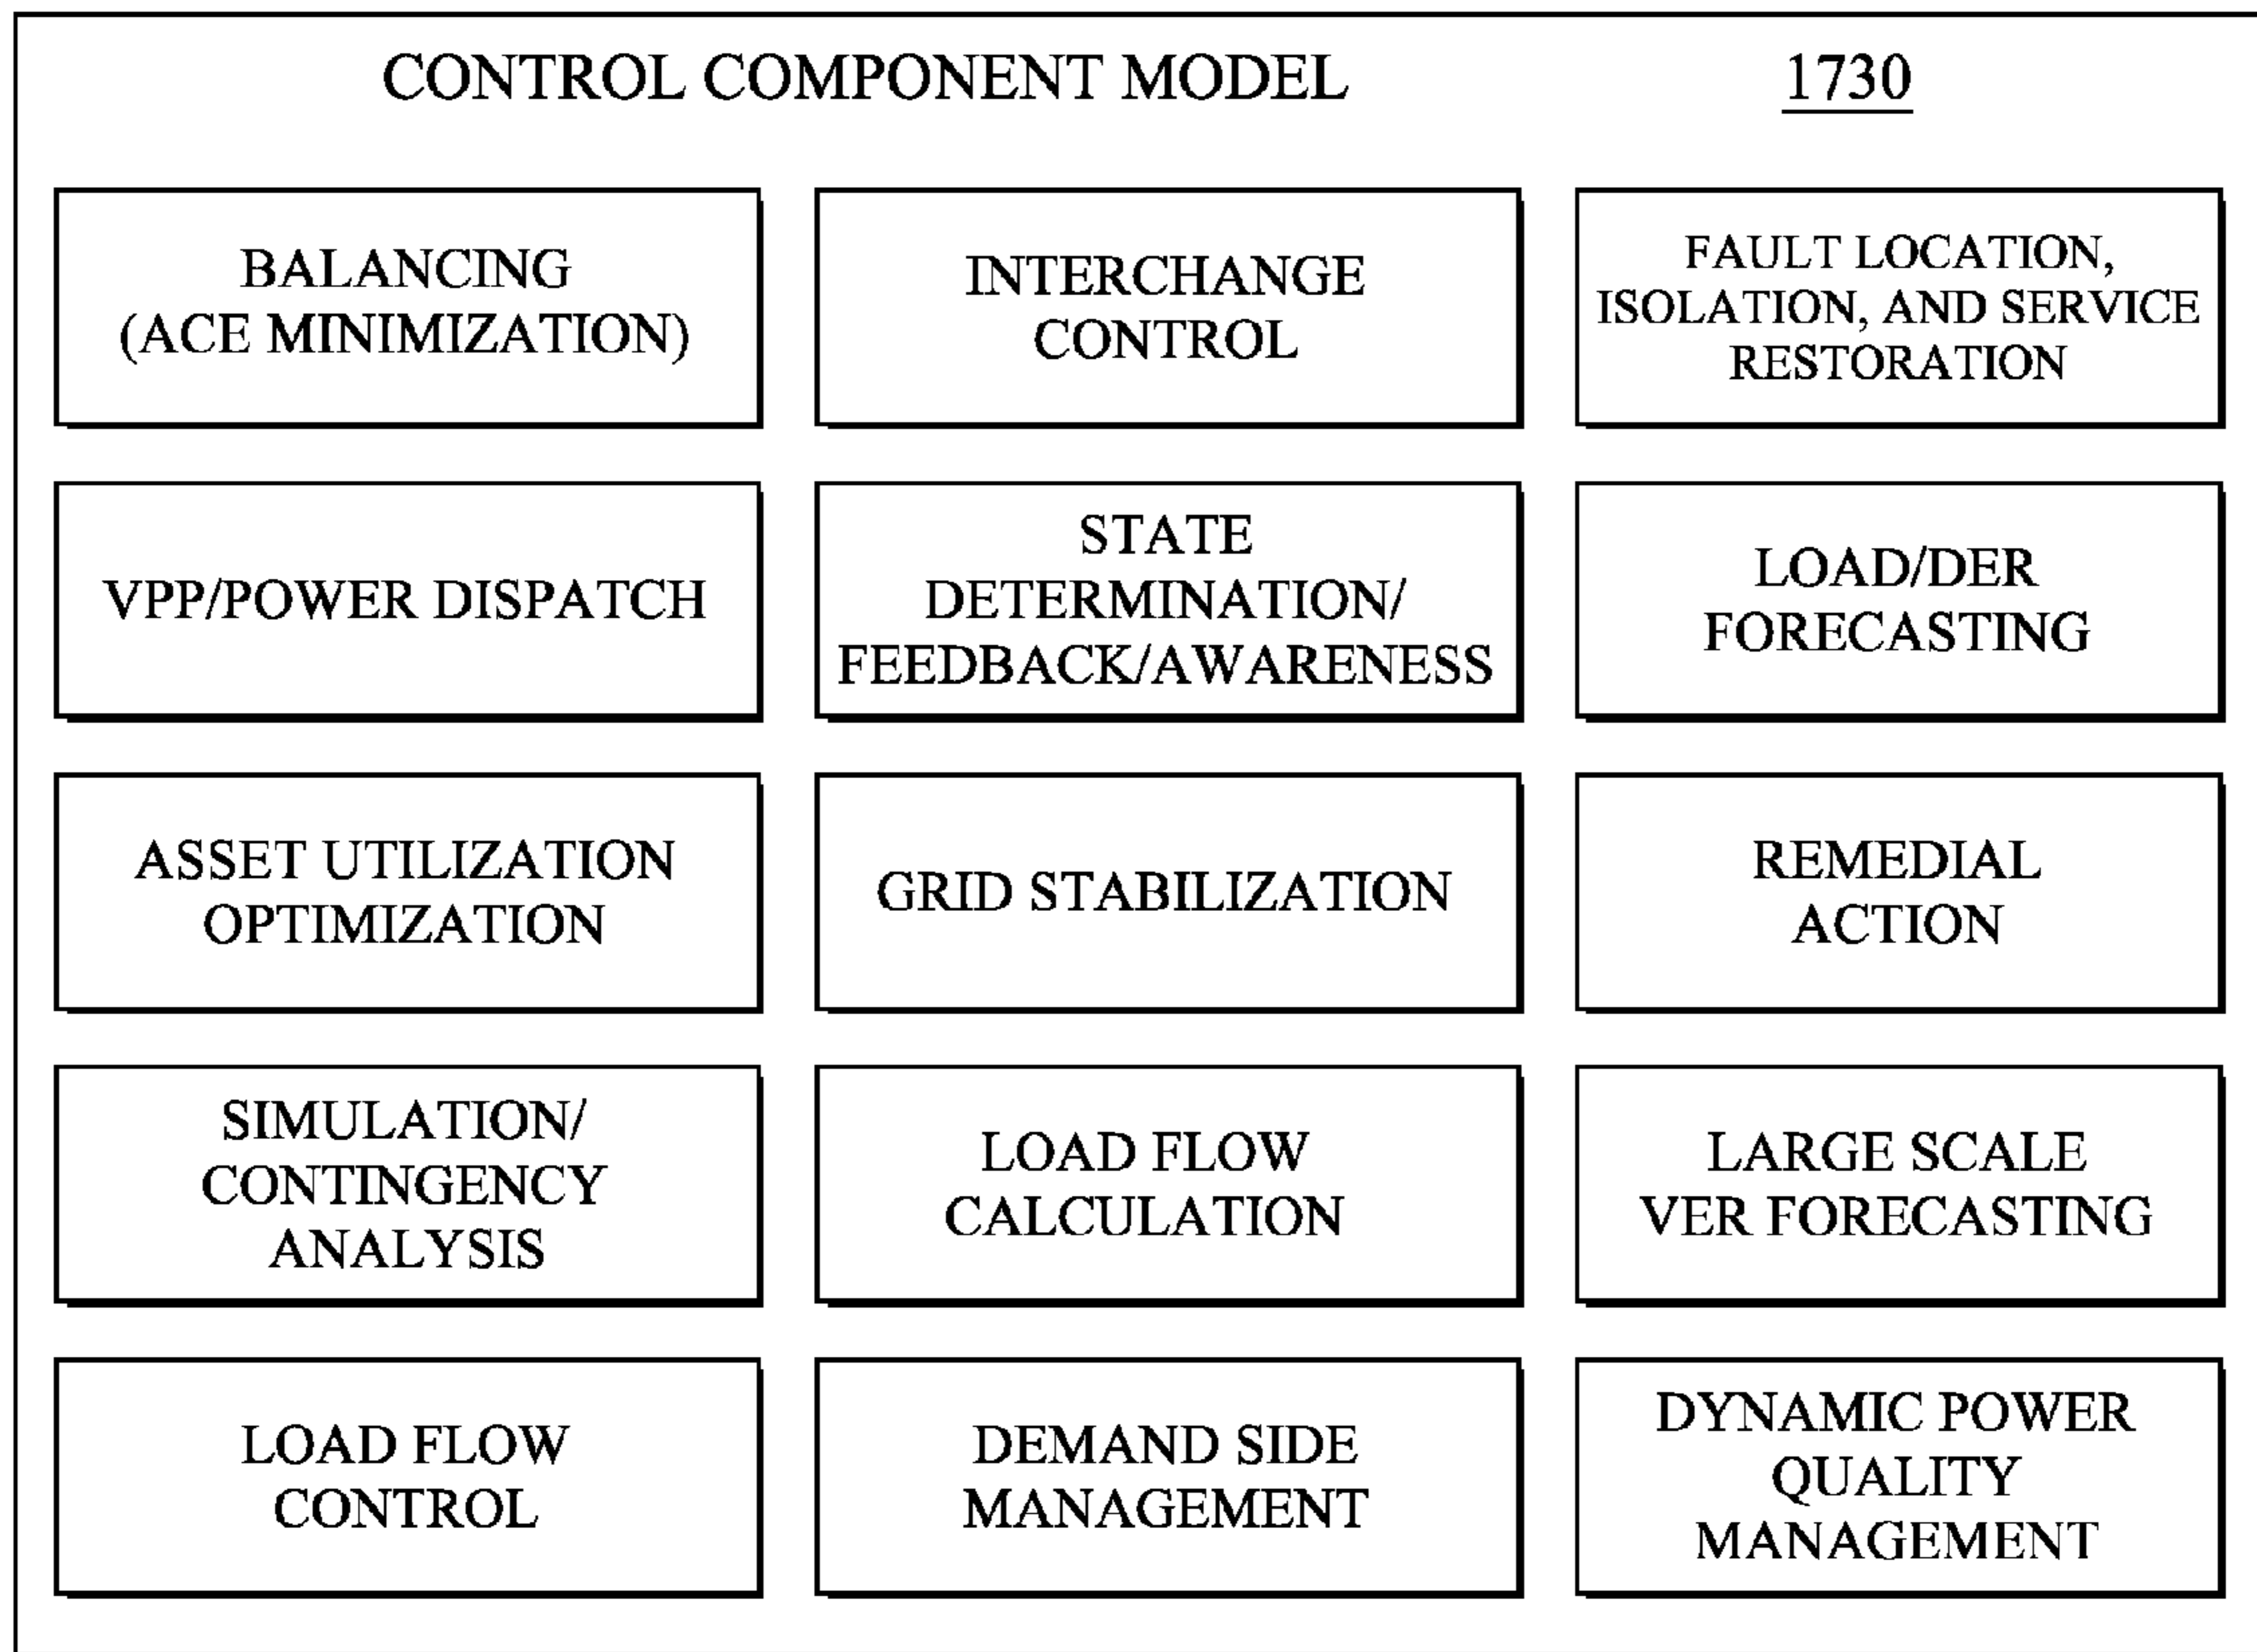 CONTROL COMPONENT MODEL 1730
BALANCING
(ACE MINIMIZATION)
INTERCHANGE
CONTROL
FAULT LOCATION,
ISOLATION, AND SERVICE
RESTORATION
VPP/POWER DISPATCH
STATE
DETERMINATION/
FEEDBACK/AWARENESS
LOAD/DER
FORECASTING
ASSET UTILIZATION
OPTIMIZATION
GRID STABILIZATION
REMEDIAL
ACTION
SIMULATION/
CONTINGENCY
ANALYSIS
LOAD FLOW
CALCULATION
LARGE SCALE
VER FORECASTING
LOAD FLOW
CONTROL
DEMAND SIDE
MANAGEMENT
DYNAMIC POWER
QUALITY
MANAGEMENT